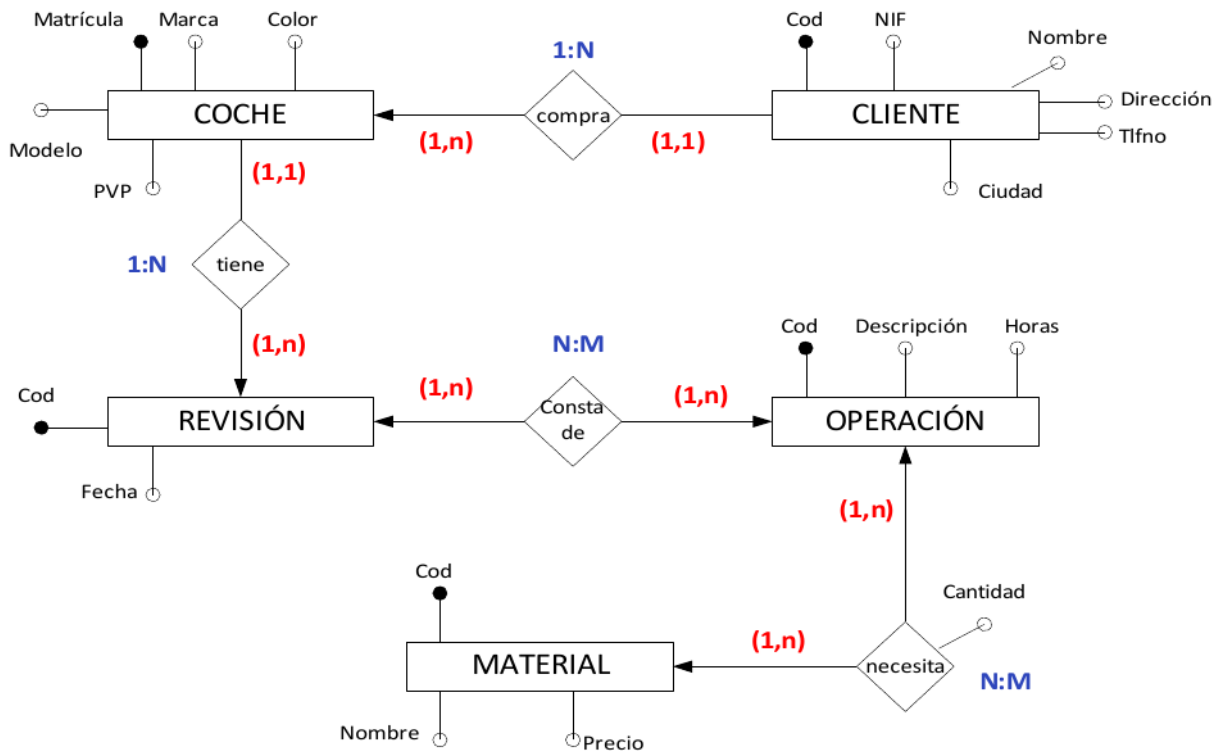 Matrícula Marca Color Cod NIF Nombre
1:N
COCHE compra CLIENTE Dirección
Tlfno
Modelo (1,n) (1,1)
(1,1)
PVP Ciudad
1:N tiene
(1,n) N:M Cod Descripción Horas
Cod (1,n) (1,n)
REVISIÓN Consta de OPERACIÓN
Fecha (1,n)
Cod Cantidad
(1,n)
MATERIAL necesita N:M
Nombre Precio